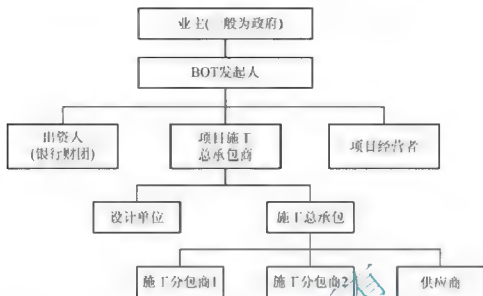 业主(一般为政府)
BOT发起人
出资人
(银行财团)
项目施工
总承包商
项目经营者
设计单位
施工总承包
施工分包商1
施工分包商2
供应商